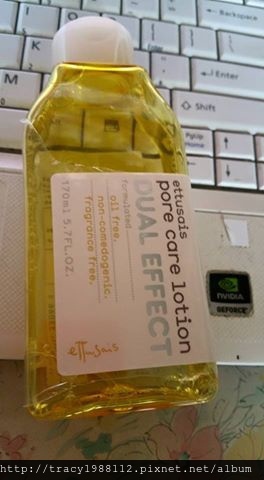 ettusais
pore care lotion
DUAL EFFECT
formulated
oil free.
non-comedogenic.
fragrance free.
170ml 5.7FL.OZ.
ettusais
Backspace
Enter
Shift
PgUp
Home
NVIDIA
GEFORCE
http://tracy1988112.pixnet.net/album